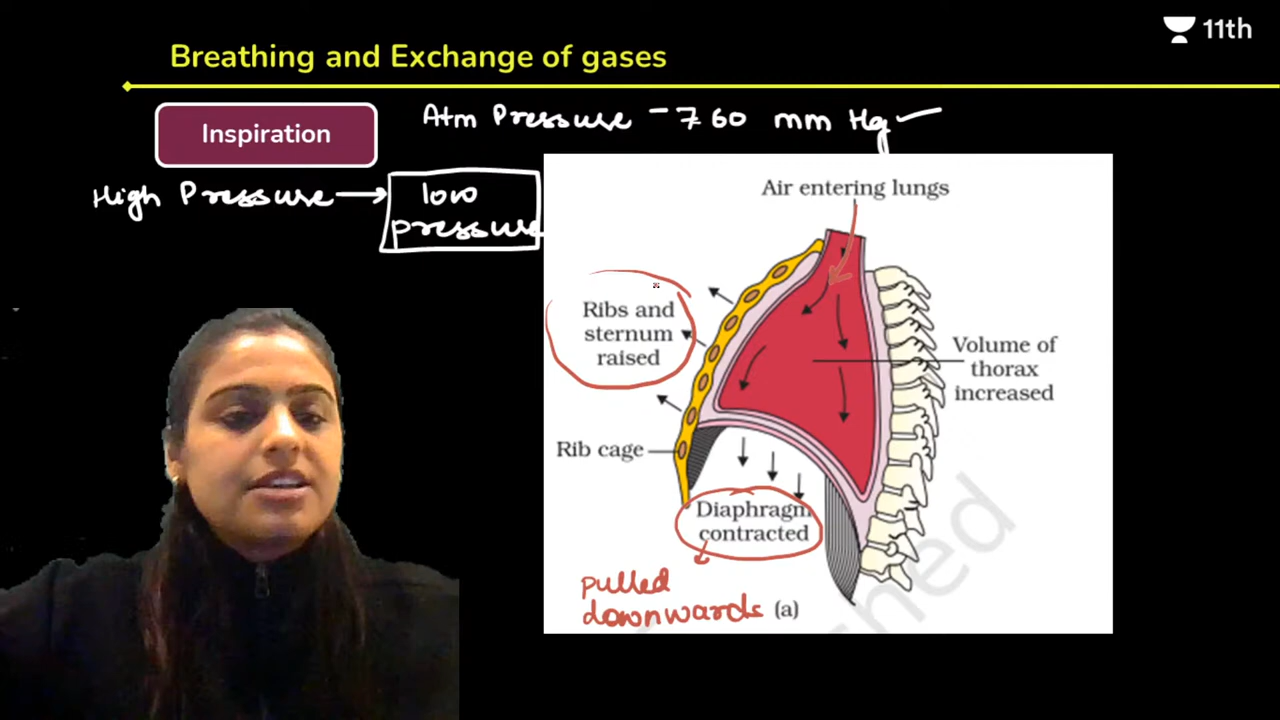 11th
Breathing and Exchange of gases
Inspiration
Atm Pressure - 760 mm Hg
High Pressure → low
pressure
Air entering lungs
Ribs and
sternum
raised
Volume of
thorax
increased
Rib cage
Diaphragm
contracted
pulled
downwards
(a)